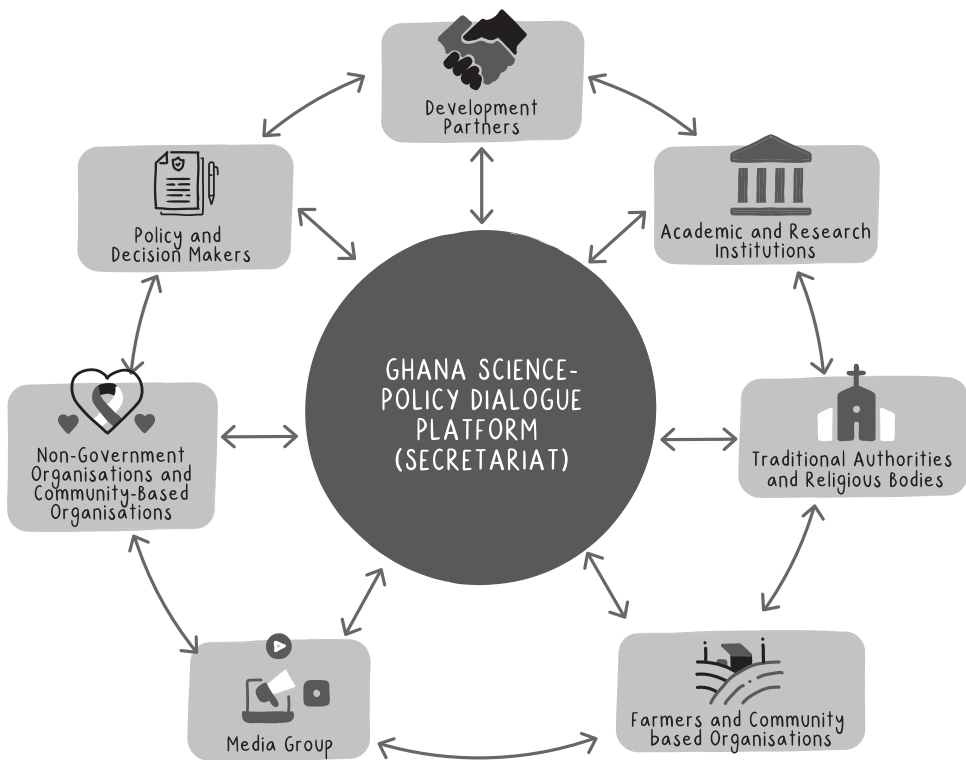 Development
Partners
Policy and
Decision Makers
Academic and Research
Institutions
GHANA SCIENCE-
POLICY DIALOGUE
PLATFORM
(SECRETARIAT)
Non-Government
Organisations and
Community-Based
Organisations
Traditional Authorities
and Religious Bodies
Media Group
Farmers and Community
based Organisations